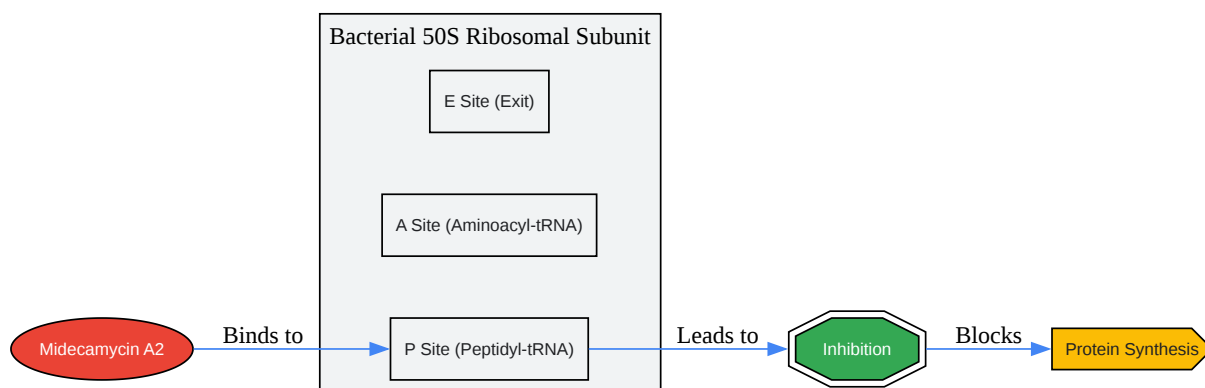 Bacterial 50S Ribosomal Subunit
E Site (Exit)
A Site (Aminoacyl-tRNA)
Midecamycin A2
Binds to
P Site (Peptidyl-tRNA)
Leads to
Inhibition
Blocks
Protein Synthesis